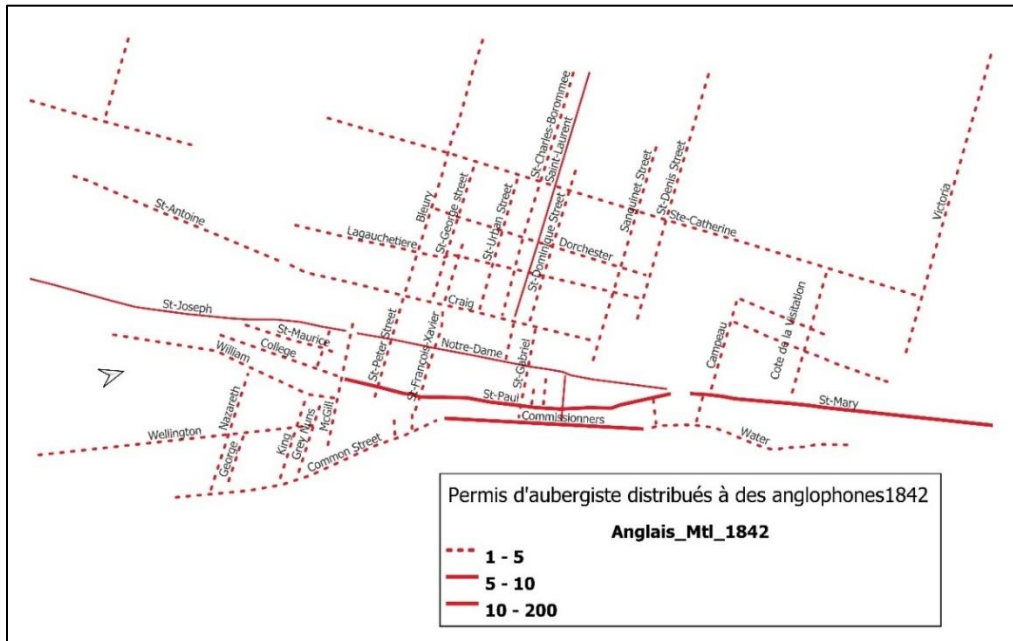 St-Charles-Borommee
Saint-Laurent
Victoria
Sanguinet Street
St-Denis Street
Bleury
St-George street
St-Urban Street
St-Antoine
Lagauchetiere
St-Dominique Street
Dorchester
Ste-Catherine
Craig
St-Joseph
St-Maurice
College
William
St-Peter Street
St-François-Xavier
Notre-Dame
St-Gabriel
Campeau
Cote de la Visitation
St-Paul
Commissionners
St-Mary
Water
Wellington
Nazareth
George
King
Grey Nuns
McGill
Common Street
Permis d'aubergiste distribués à des anglophones1842
Anglais_Mtl_1842
1 - 5
5 - 10
10 - 200